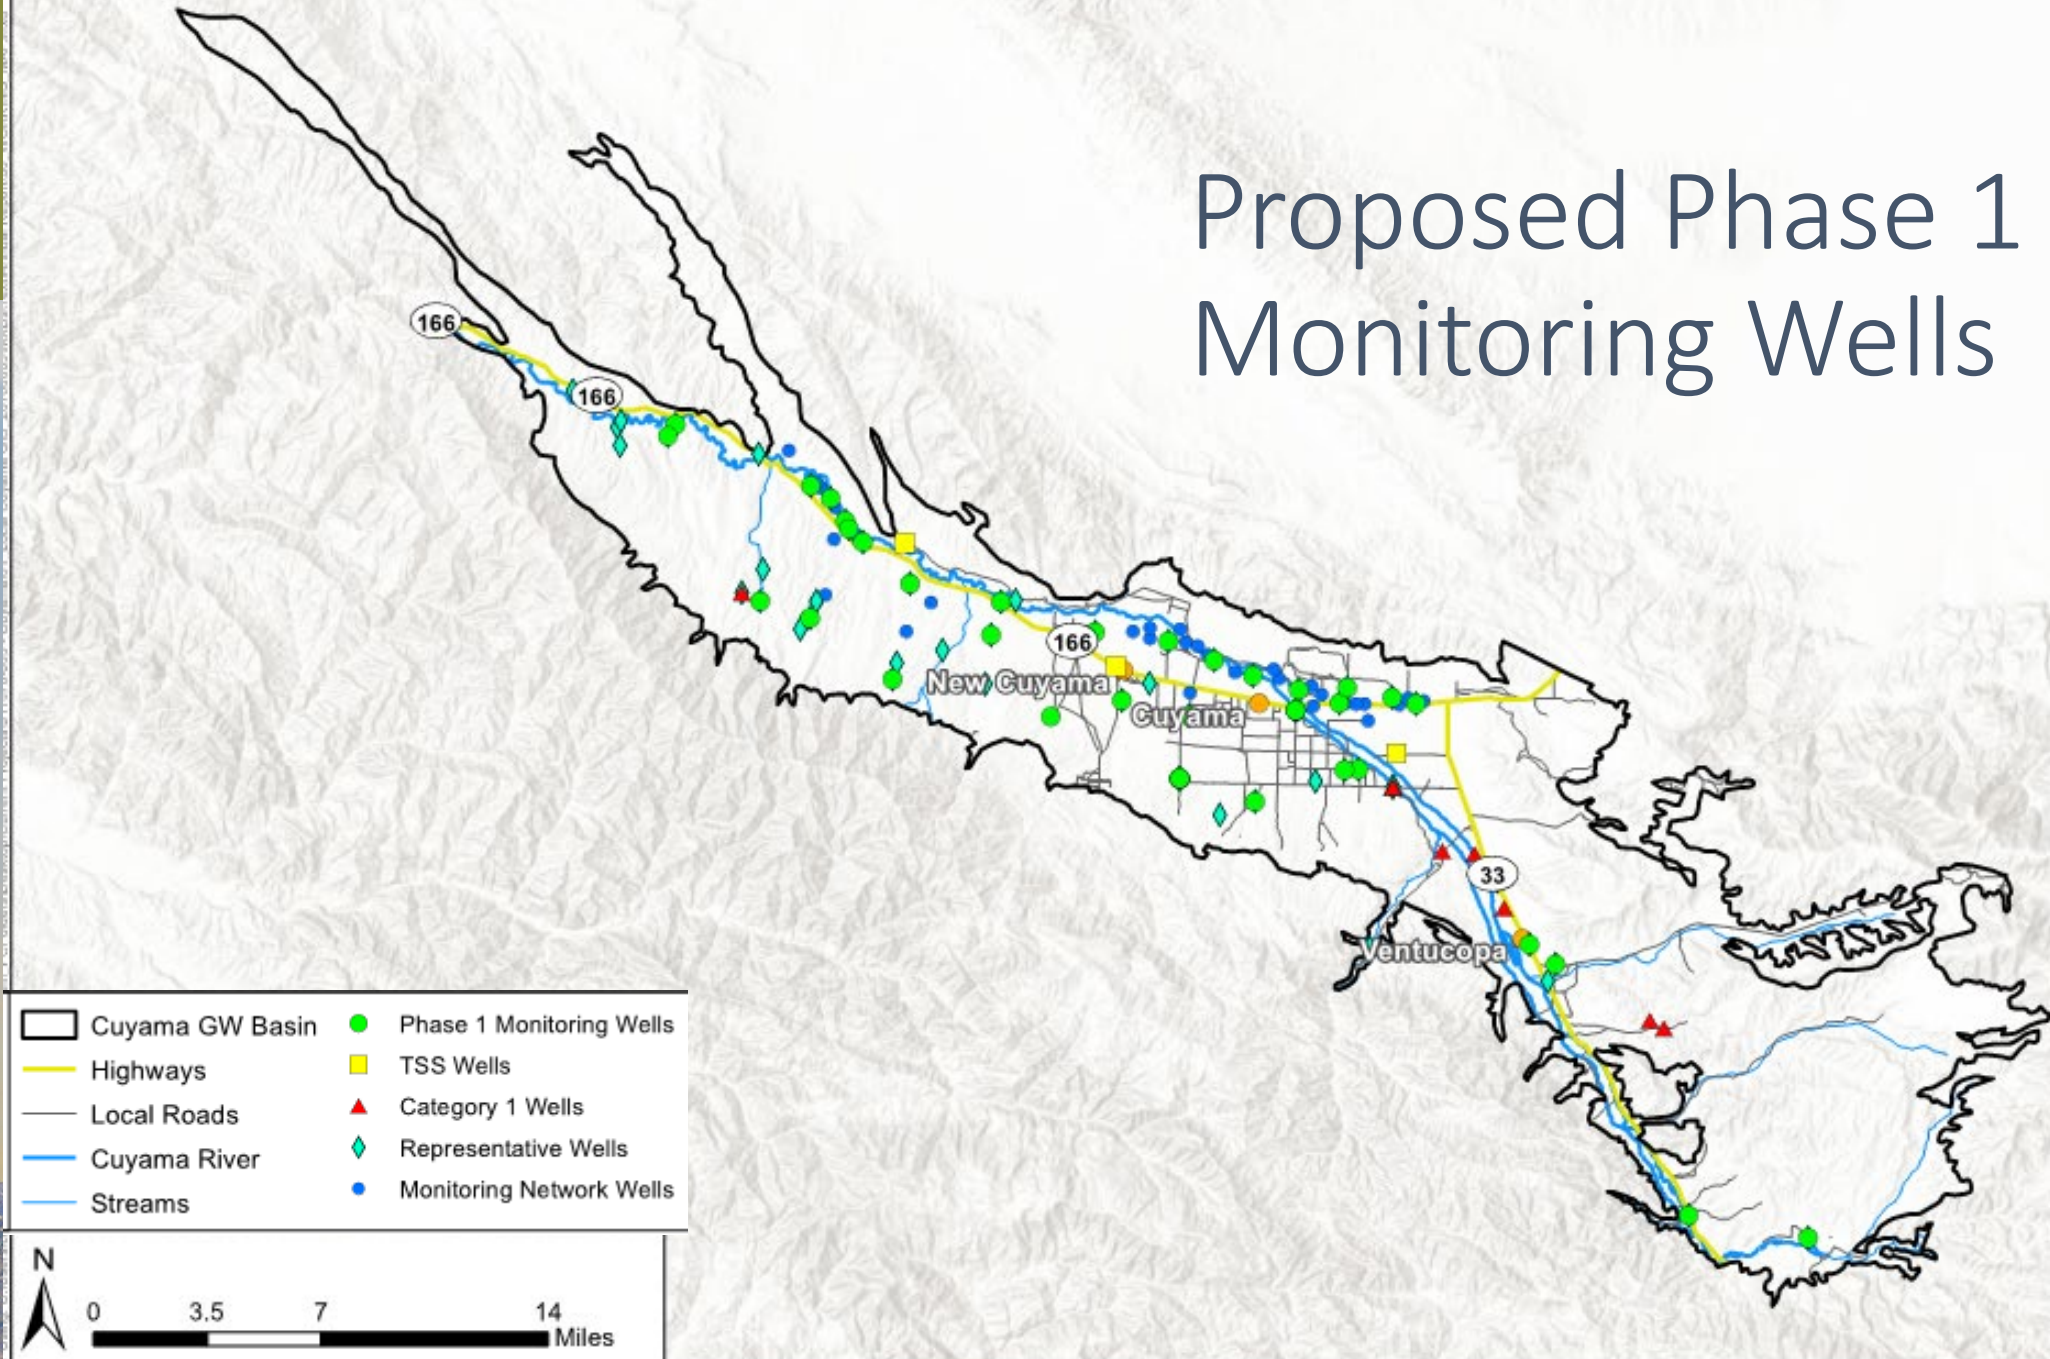 Proposed Phase 1
Monitoring Wells
166
166
166
New Cuyama
Cuyama
33
Ventucopa
Cuyama GW Basin
Highways
Local Roads
Cuyama River
Streams
Phase 1 Monitoring Wells
TSS Wells
Category 1 Wells
Representative Wells
Monitoring Network Wells
N
0 3.5 7 14
Miles